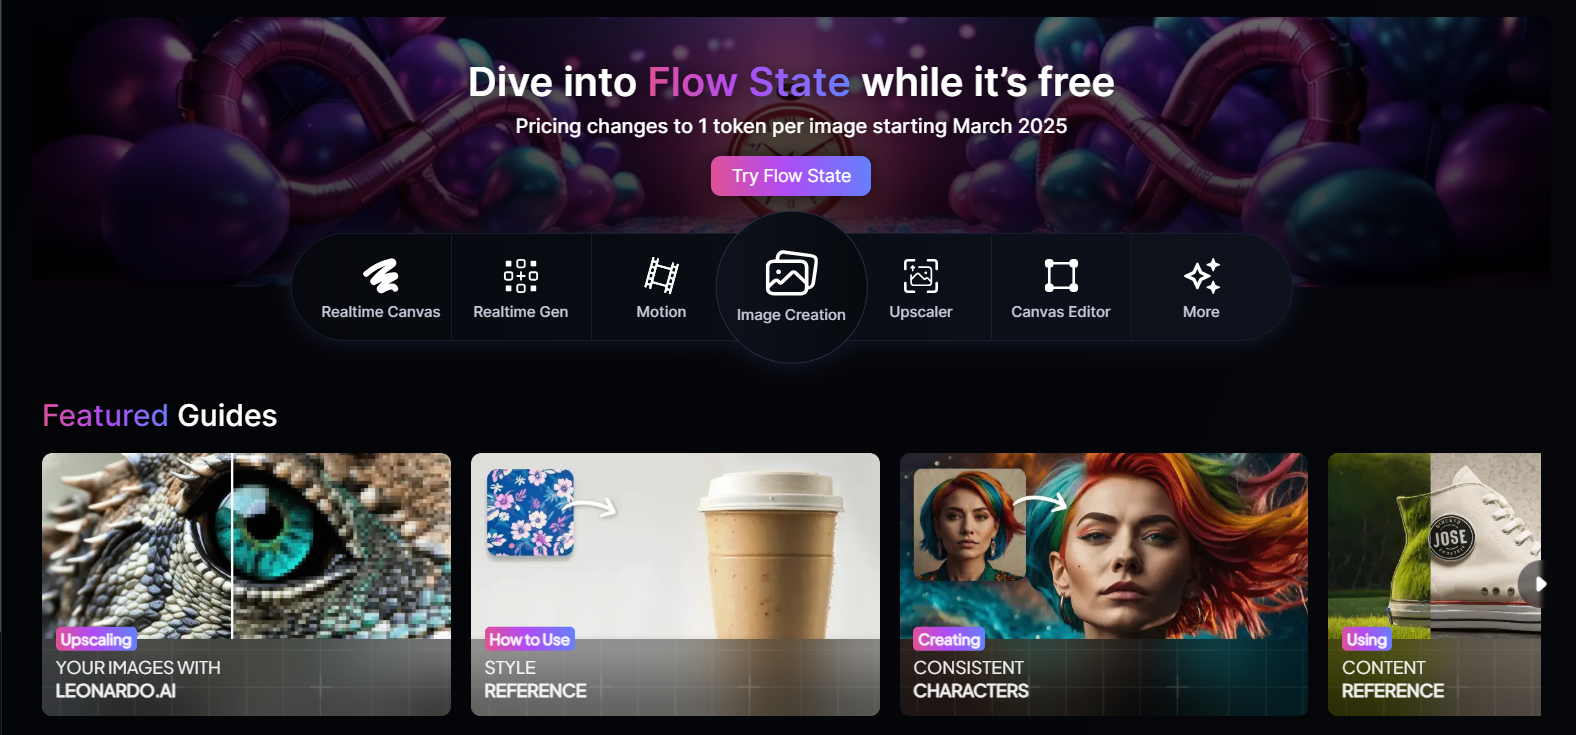 Dive into Flow State while it's free
Pricing changes to 1 token per image starting March 2025
Try Flow State
Realtime Canvas
Realtime Gen
Motion
Image Creation
Upscaler
Canvas Editor
More
Featured Guides
Upscaling
YOUR IMAGES WITH
LEONARDO.AI
How to Use
STYLE
REFERENCE
Creating
CONSISTENT
CHARACTERS
JOSE
Using
CONTENT
REFERENCE